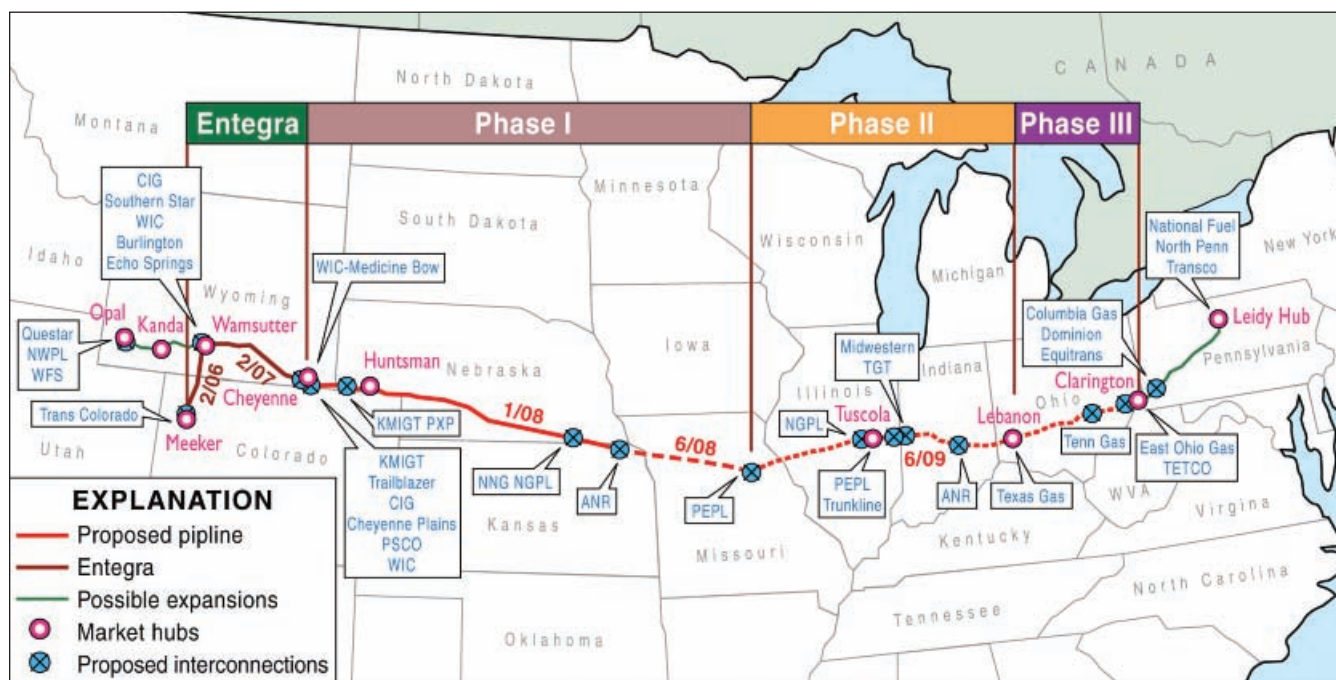 CANADA
North Dakota
Montana
Entegra
Phase I
Phase II
Phase III
Minnesota
South Dakota
Wisconsin
Michigan
New York
Idaho
Wyoming
CIG
Southern Star
WIC
Burlington
Echo Springs
WIC-Medicine Bow
National Fuel
North Penn
Transco
Opal
Kanda
Wamsutter
Questar
NWPL
WFS
2/06
2/07
Cheyenne
Huntsman
Nebraska
Iowa
Illinois
Indiana
Ohio
Pennsylvania
Leidy Hub
Columbia Gas
Dominion
Equitrans
Clarington
Midwestern
TGT
Trans Colorado
Meeker
Utah
Colorado
KMIGT PXP
1/08
6/08
NGPL
Tuscola
6/09
Lebanon
Tenn Gas
East Ohio Gas
TETCO
KMIGT
Trailblazer
CIG
Cheyenne Plains
PSCO
WIC
NNG NGPL
ANR
PEPL
PEPL
Trunkline
ANR
Texas Gas
WVA
Virginia
Kansas
Missouri
Kentucky
Oklahoma
Tennessee
North Carolina
EXPLANATION
Proposed pipline
Entegra
Possible expansions
Market hubs
Proposed interconnections